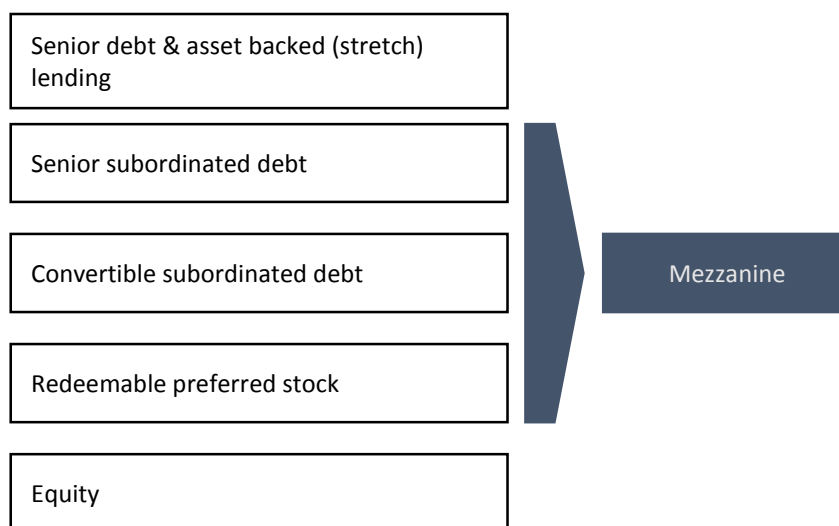 Senior debt & asset backed (stretch)
lending
Senior subordinated debt
Convertible subordinated debt
Mezzanine
Redeemable preferred stock
Equity